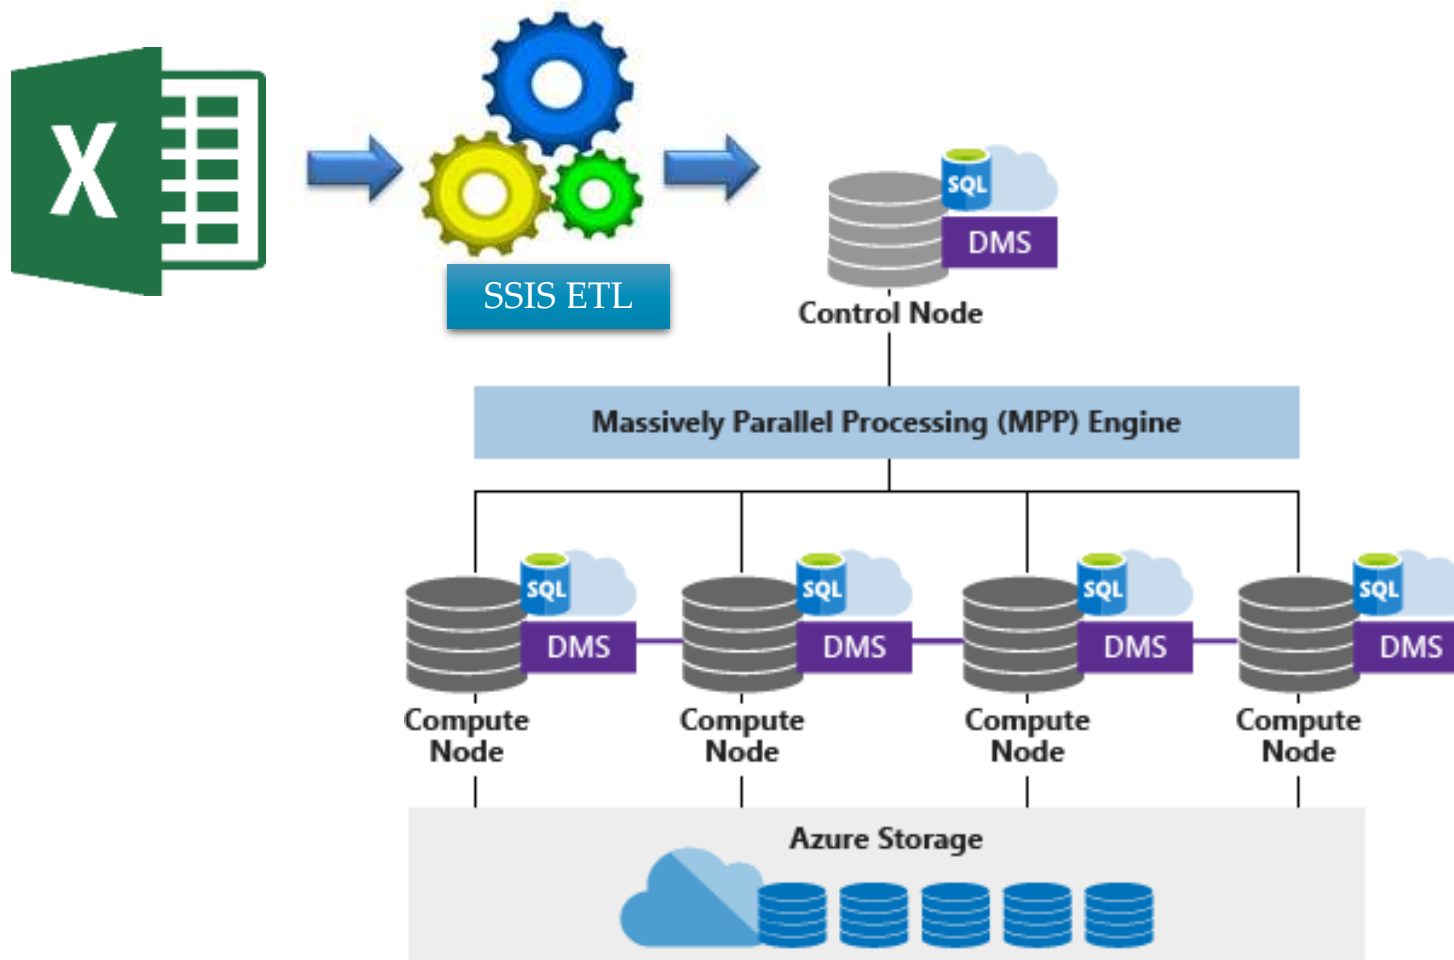 X
SSIS ETL
SQL
DMS
Control Node
Massively Parallel Processing (MPP) Engine
SQL
DMS
SQL
DMS
SQL
DMS
SQL
DMS
Compute
Node
Compute
Node
Compute
Node
Compute
Node
Azure Storage